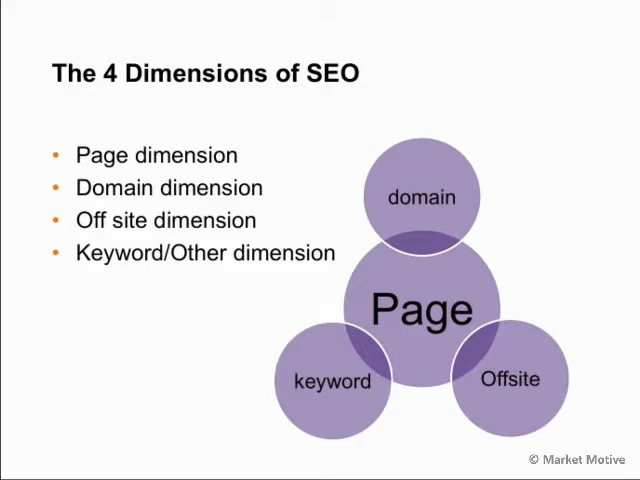 The 4 Dimensions of SEO
• Page dimension
• Domain dimension
• Off site dimension
• Keyword/Other dimension
domain
Page
keyword
Offsite
© Market Motive